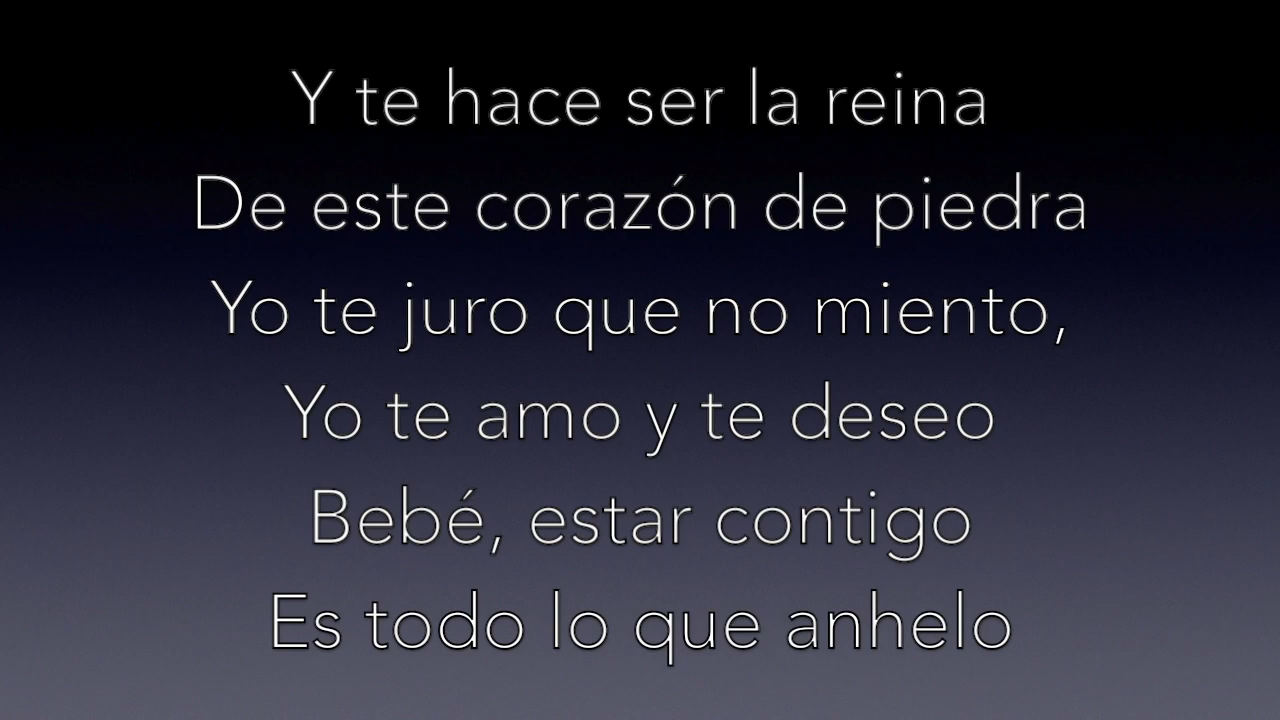 Y te hace ser la reina
De este corazón de piedra
Yo te juro que no miento,
Yo te amo y te deseo
Bebé, estar contigo
Es todo lo que anhelo